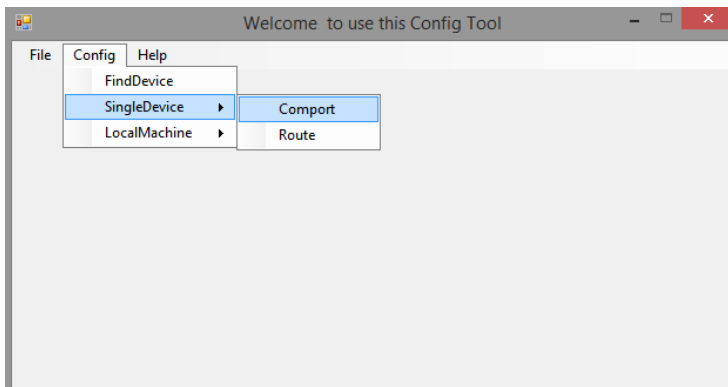 Welcome  to use this Config Tool
File Config Help
FindDevice
SingleDevice Comport
LocalMachine Route